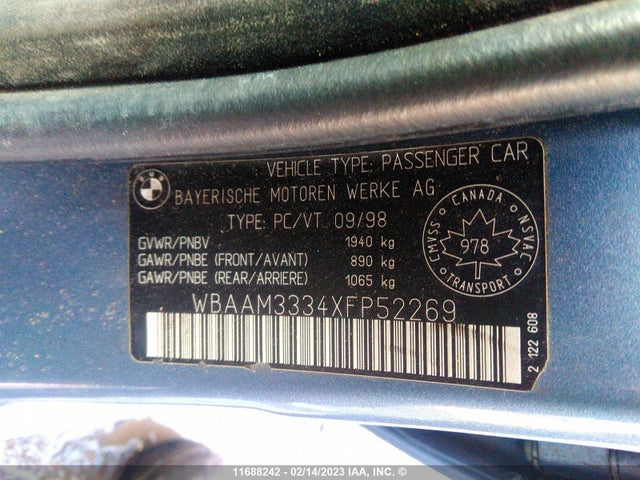 BMW
VEHICLE TYPE: PASSENGER CAR
BAYERISCHE MOTOREN WERKE AG
TYPE: PC/VT 09/98
GVWR/PNBV 1940 kg
GAWR/PNBE (FRONT/AVANT) 890 kg
GAWR/PNBE (REAR/ARRIERE) 1065 kg
WBAAM3334XFP52269
CANADA
CMVSS
NSVAC
978
TRANSPORT
2 122 608
11688242 - 02/14/2023 IAA, INC. ©